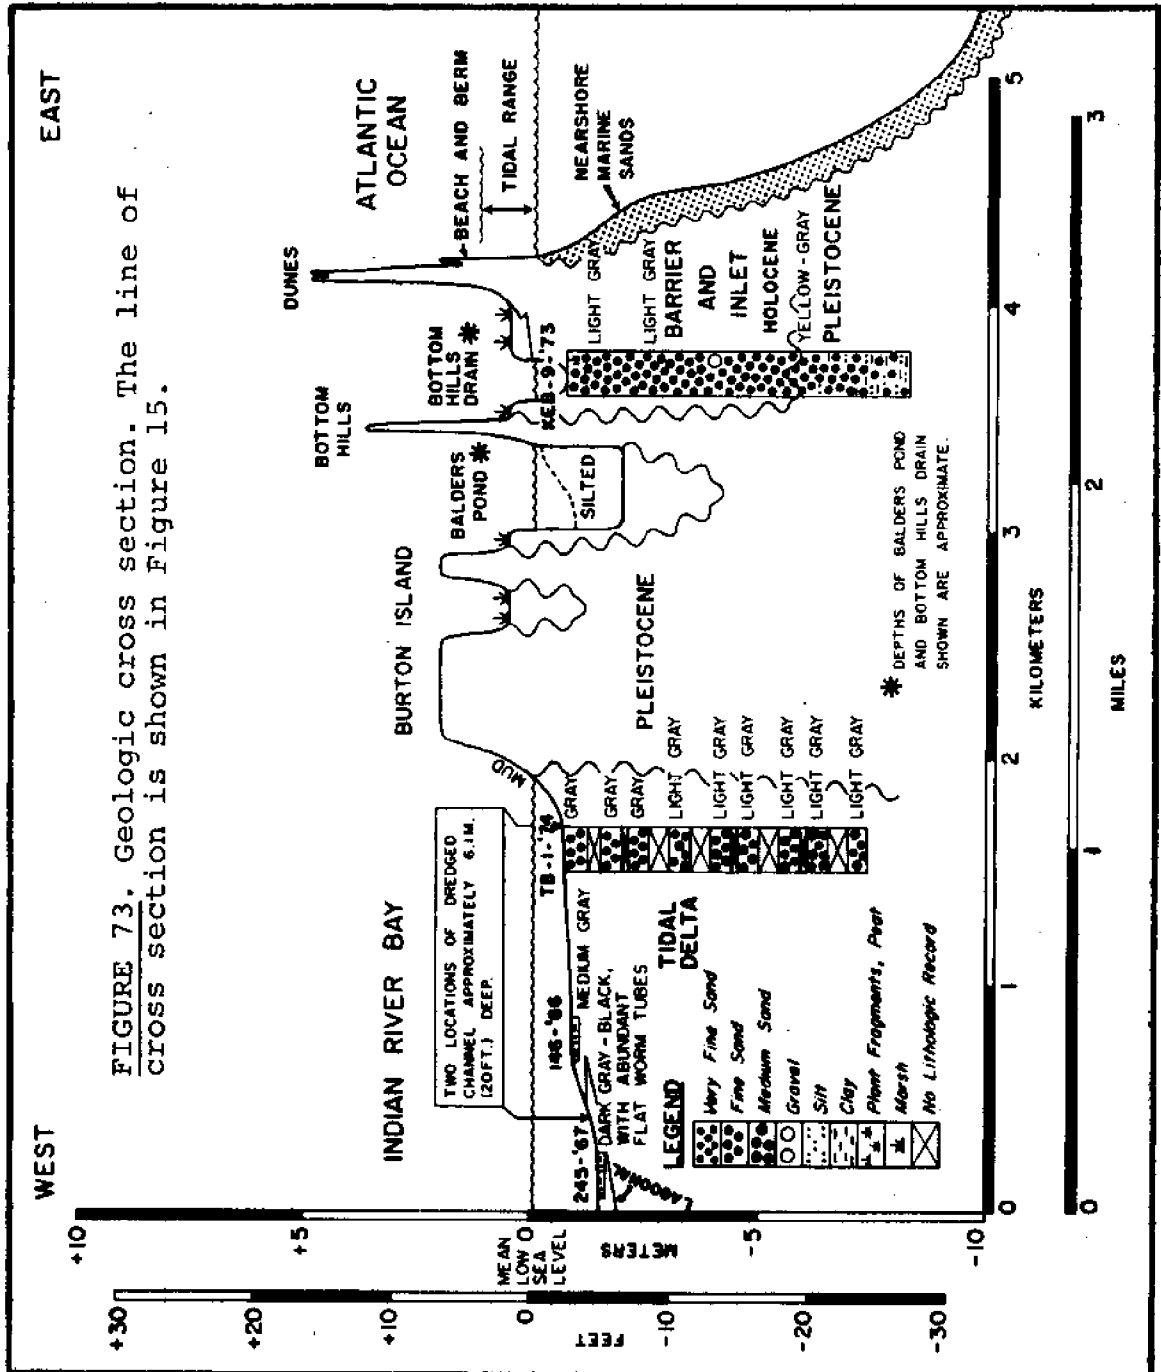 FIGURE 73. Geologic cross section. The line of
cross section is shown in Figure 15.
WEST
EAST
INDIAN RIVER BAY
BURTON ISLAND
BOTTOM
HILLS
DUNES
ATLANTIC
OCEAN
TWO LOCATIONS OF DREDGED
CHANNEL APPROXIMATELY 6.1M.
(20FT.) DEEP.
BALDERS
POND *
BOTTOM
HILLS
DRAIN *
BEACH AND BERM
TIDAL RANGE
MUD
245-'67
146-'66
TB-1-'74
KEB-9-'73
SILTED
NEARSHORE
MARINE
SANDS
MEDIUM GRAY
DARK GRAY-BLACK,
WITH ABUNDANT
FLAT WORM TUBES
LAGOONAL
TIDAL
DELTA
GRAY
GRAY
GRAY
LIGHT GRAY
LIGHT GRAY
LIGHT GRAY
LIGHT GRAY
LIGHT GRAY
LIGHT GRAY
PLEISTOCENE
LIGHT GRAY
LIGHT GRAY
BARRIER
AND
INLET
HOLOCENE
YELLOW-GRAY
PLEISTOCENE
LEGEND
Very Fine Sand
Fine Sand
Medium Sand
Gravel
Silt
Clay
Plant Fragments, Peat
Marsh
No Lithologic Record
* DEPTHS OF BALDERS POND
AND BOTTOM HILLS DRAIN
SHOWN ARE APPROXIMATE.
+30
+20
+10
0
-10
-20
-30
FEET
MEAN
LOW
SEA
LEVEL
+10
+5
0
-5
-10
METERS
0
1
2
3
4
5
KILOMETERS
0
1
2
3
MILES